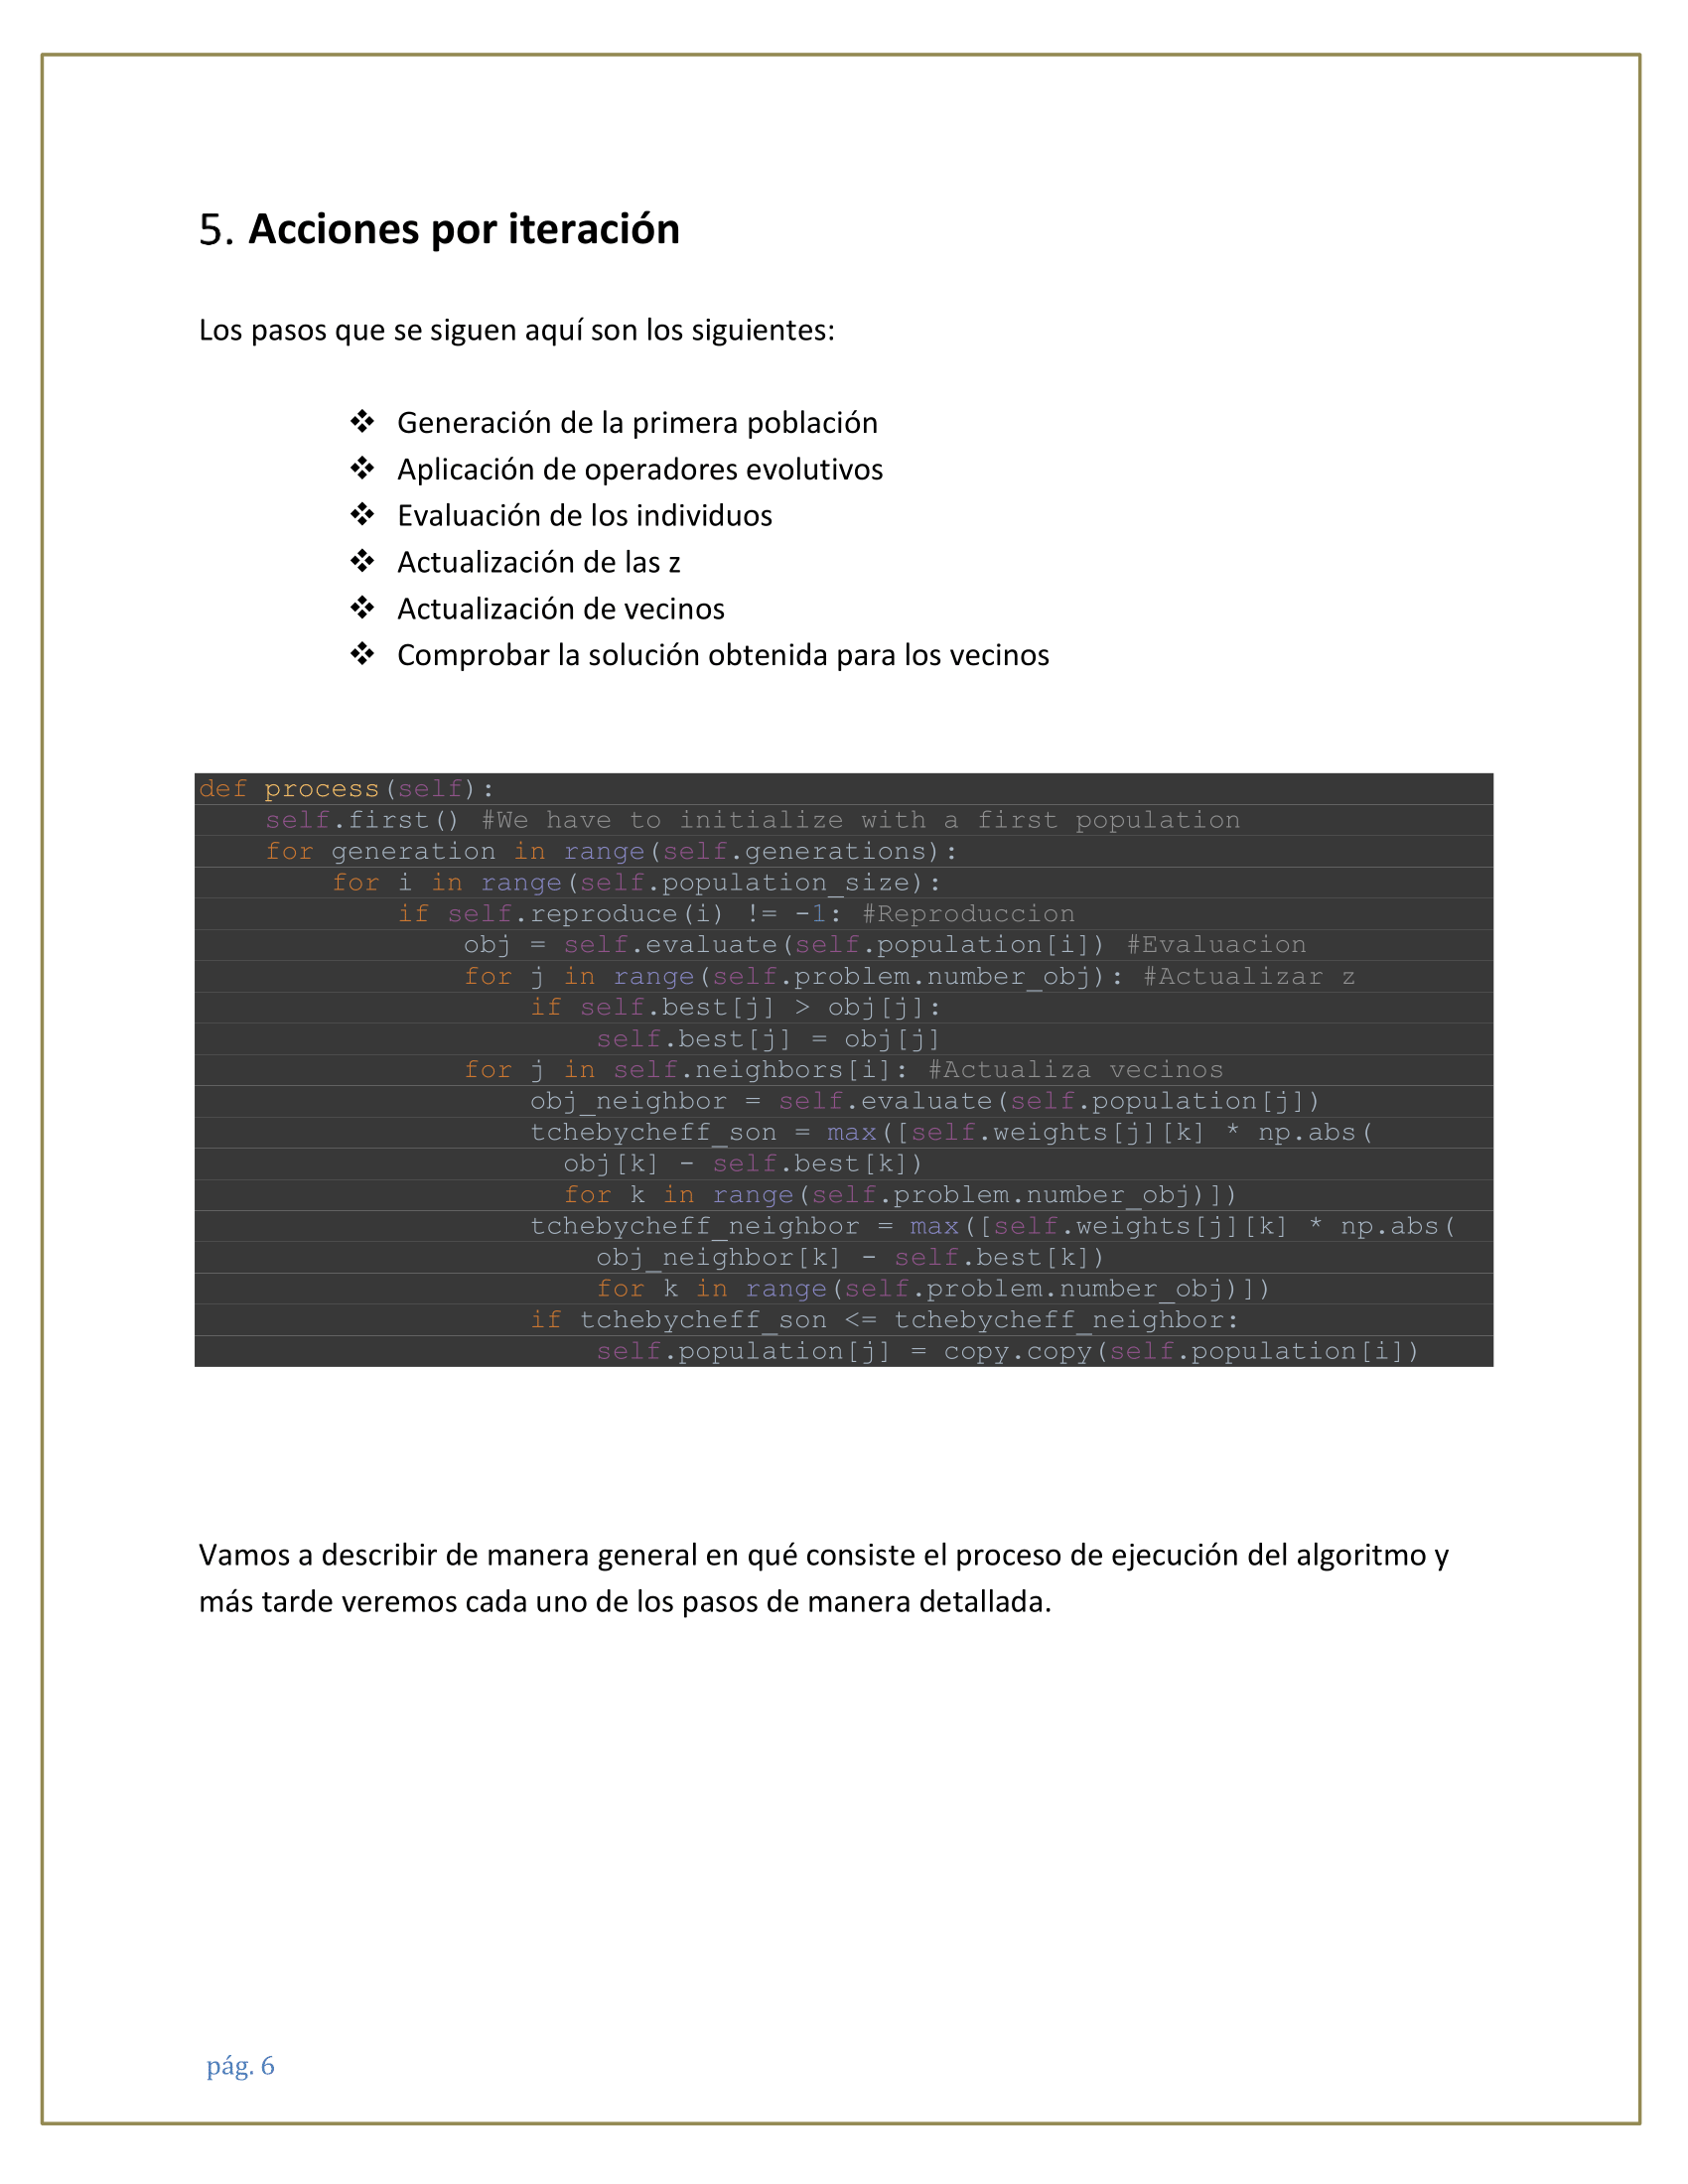 5. Acciones por iteración
Los pasos que se siguen aquí son los siguientes:
❖ Generación de la primera población
❖ Aplicación de operadores evolutivos
❖ Evaluación de los individuos
❖ Actualización de las z
❖ Actualización de vecinos
❖ Comprobar la solución obtenida para los vecinos
def process(self):
    self.first() #We have to initialize with a first population
    for generation in range(self.generations):
        for i in range(self.population_size):
            if self.reproduce(i) != -1: #Reproduccion
                obj = self.evaluate(self.population[i]) #Evaluacion
                for j in range(self.problem.number_obj): #Actualizar z
                    if self.best[j] > obj[j]:
                        self.best[j] = obj[j]
                for j in self.neighbors[i]: #Actualiza vecinos
                    obj_neighbor = self.evaluate(self.population[j])
                    tchebycheff_son = max([self.weights[j][k] * np.abs(
                      obj[k] - self.best[k])
                      for k in range(self.problem.number_obj)])
                    tchebycheff_neighbor = max([self.weights[j][k] * np.abs(
                        obj_neighbor[k] - self.best[k])
                        for k in range(self.problem.number_obj)])
                    if tchebycheff_son <= tchebycheff_neighbor:
                        self.population[j] = copy.copy(self.population[i])
Vamos a describir de manera general en qué consiste el proceso de ejecución del algoritmo y
más tarde veremos cada uno de los pasos de manera detallada.
pág. 6